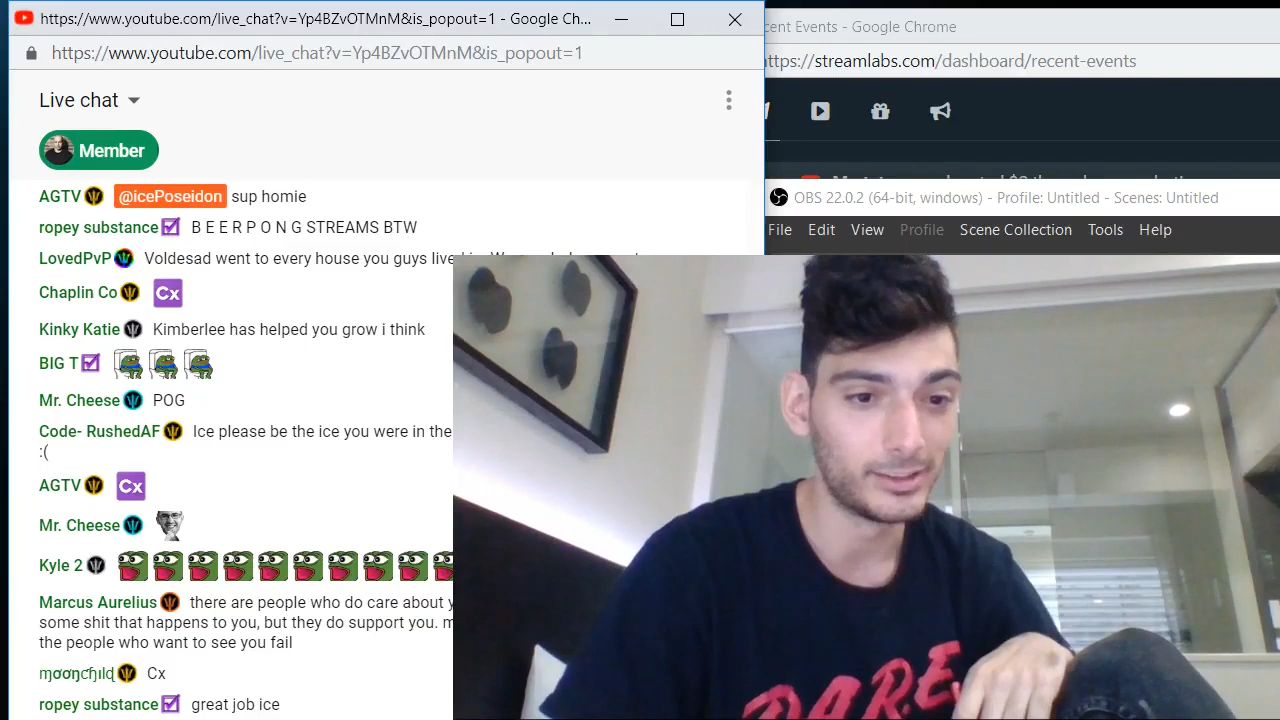 https://www.youtube.com/live_chat?v=Yp4BZvOTMnM&is_popout=1 - Google Ch...
cent Events - Google Chrome
https://www.youtube.com/live_chat?v=Yp4BZvOTMnM&is_popout=1
ttps://streamlabs.com/dashboard/recent-events
Live chat
Member
OBS 22.0.2 (64-bit, windows) - Profile: Untitled - Scenes: Untitled
File Edit View Profile Scene Collection Tools Help
AGTV @icePoseidon sup homie
ropey substance B E E R P O N G STREAMS BTW
LovedPvP Voldesad went to every house you guys
Chaplin Co Cx
Kinky Katie Kimberlee has helped you grow i think
BIG T
Mr. Cheese POG
Code- RushedAF Ice please be the ice you were in the
:(
AGTV Cx
Mr. Cheese
Kyle 2
Marcus Aurelius there are people who do care about
some shit that happens to you, but they do support you.
the people who want to see you fail
Cx
ropey substance great job ice
D.A.R.E.